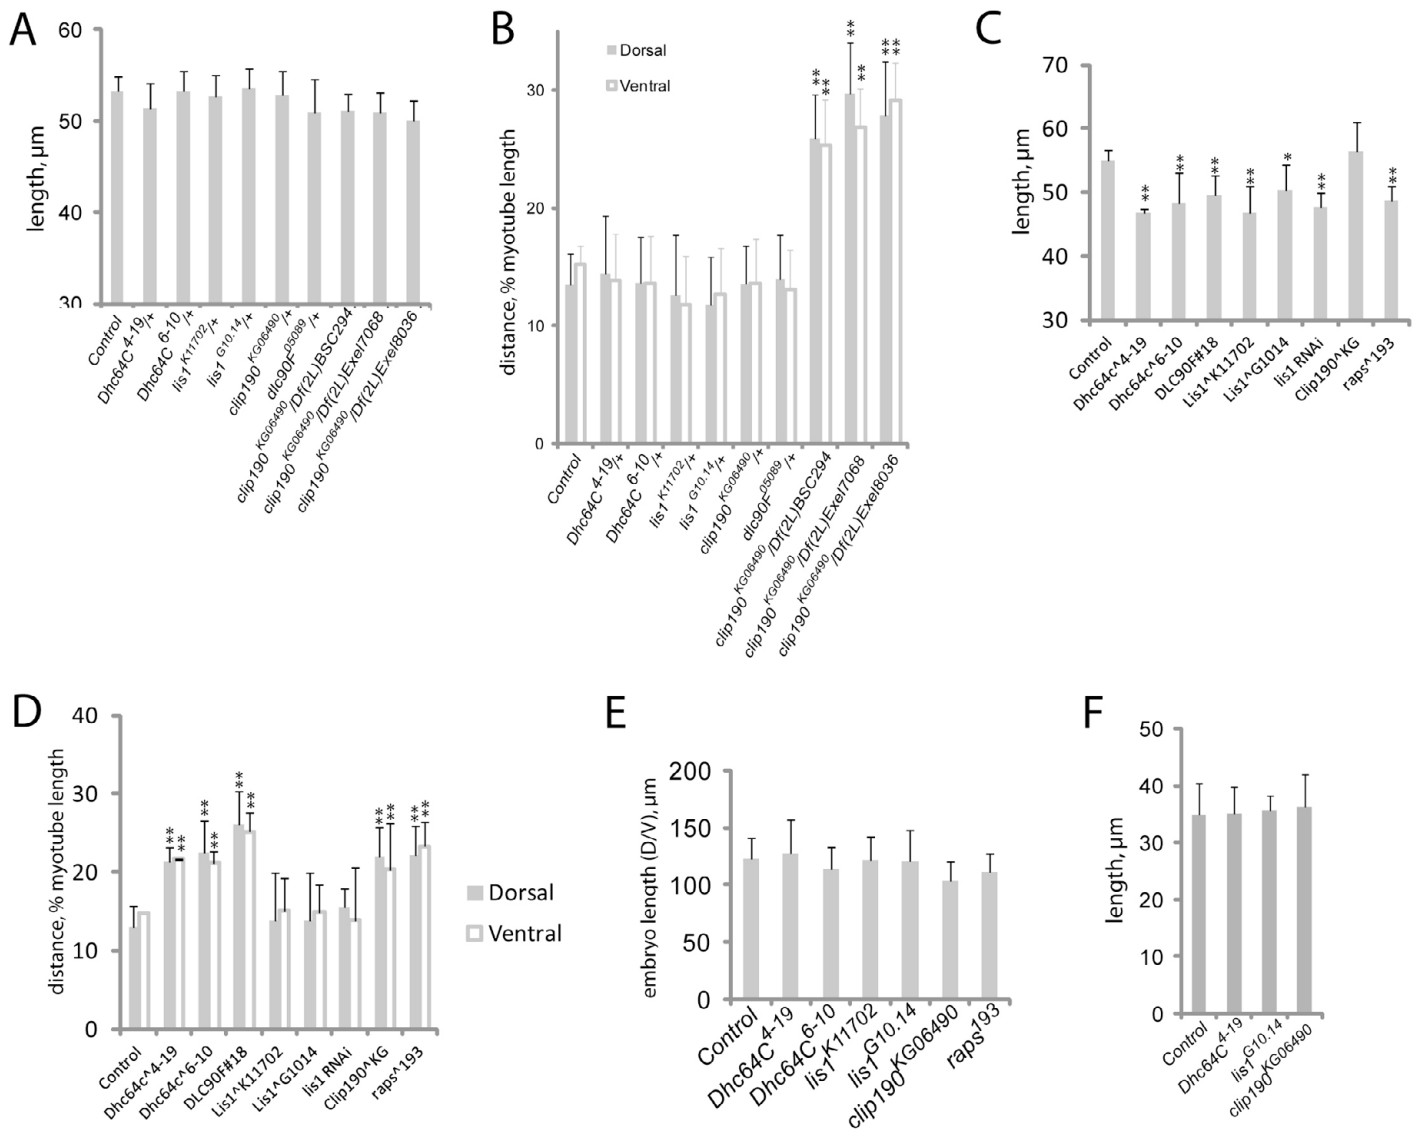 A
60
50
40
30
length, µm
Control
Dhc64C^4-19/+
Dhc64C^6-10/+
lis1^K11702/+
lis1^G10.14/+
clip190^KG06490/+
dlc90F^05089/+
clip190^KG06490/Df(2L)BSC294
clip190^KG06490/Df(2L)Exel7068
clip190^KG06490/Df(2L)Exel8036
B
Dorsal
Ventral
30
20
10
0
distance, % myotube length
** ** ** ** ** **
Control
Dhc64C^4-19/+
Dhc64C^6-10/+
lis1^K11702/+
lis1^G10.14/+
clip190^KG06490/+
dlc90F^05089/+
clip190^KG06490/Df(2L)BSC294
clip190^KG06490/Df(2L)Exel7068
clip190^KG06490/Df(2L)Exel8036
C
70
60
50
40
30
length, µm
** ** ** ** * ** **
Control
Dhc64c^4-19
Dhc64c^6-10
DLC90F#18
Lis1^K11702
Lis1^G1014
lis1 RNAi
Clip190^KG
raps^193
D
40
30
20
10
0
distance, % myotube length
** ** ** ** ** ** ** ** ** **
Dorsal
Ventral
Control
Dhc64c^4-19
Dhc64c^6-10
DLC90F#18
Lis1^K11702
Lis1^G1014
lis1 RNAi
Clip190^KG
raps^193
E
200
150
100
50
0
embryo length (D/V), µm
Control
Dhc64C^4-19
Dhc64C^6-10
lis1^K11702
lis1^G10.14
clip190^KG06490
raps^193
F
50
40
30
20
10
0
length, µm
Control
Dhc64C^4-19
lis1^G10.14
clip190^KG06490